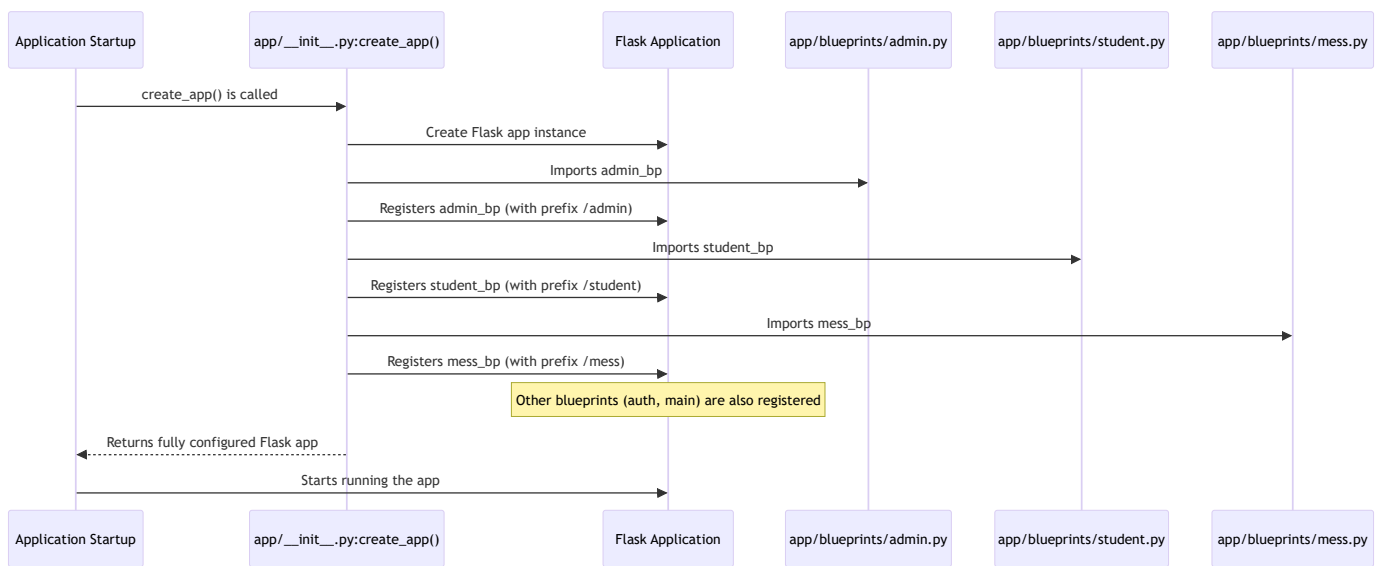 Application Startup
app/__init__.py:create_app()
Flask Application
app/blueprints/admin.py
app/blueprints/student.py
app/blueprints/mess.py
create_app() is called
Create Flask app instance
Imports admin_bp
Registers admin_bp (with prefix /admin)
Imports student_bp
Registers student_bp (with prefix /student)
Imports mess_bp
Registers mess_bp (with prefix /mess)
Other blueprints (auth, main) are also registered
Returns fully configured Flask app
Starts running the app
Application Startup
app/__init__.py:create_app()
Flask Application
app/blueprints/admin.py
app/blueprints/student.py
app/blueprints/mess.py